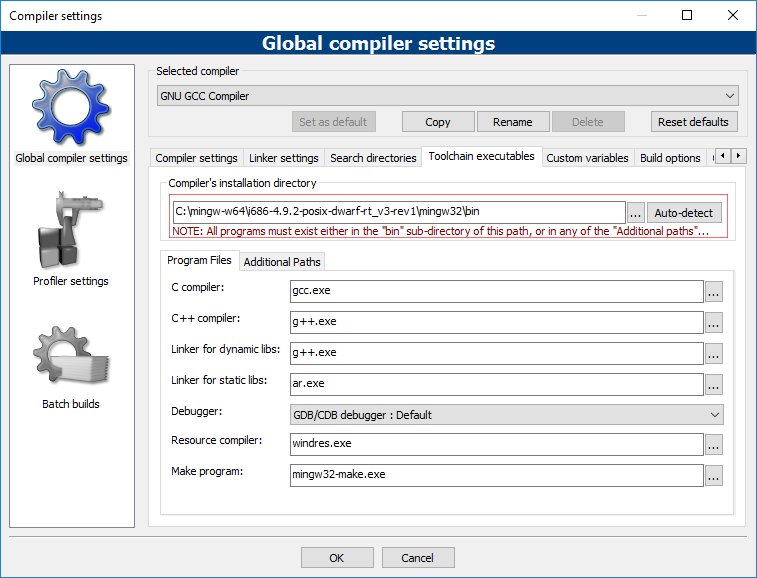 Compiler settings
Global compiler settings
Global compiler settings
Profiler settings
Batch builds
Selected compiler
GNU GCC Compiler
Set as default Copy Rename Delete Reset defaults
Compiler settings Linker settings Search directories Toolchain executables Custom variables Build options
Compiler's installation directory
C:\mingw-w64\i686-4.9.2-posix-dwarf-rt_v3-rev1\mingw32\bin ... Auto-detect
NOTE: All programs must exist either in the "bin" sub-directory of this path, or in any of the "Additional paths"...
Program Files Additional Paths
C compiler: gcc.exe ...
C++ compiler: g++.exe ...
Linker for dynamic libs: g++.exe ...
Linker for static libs: ar.exe ...
Debugger: GDB/CDB debugger : Default
Resource compiler: windres.exe ...
Make program: mingw32-make.exe ...
OK Cancel